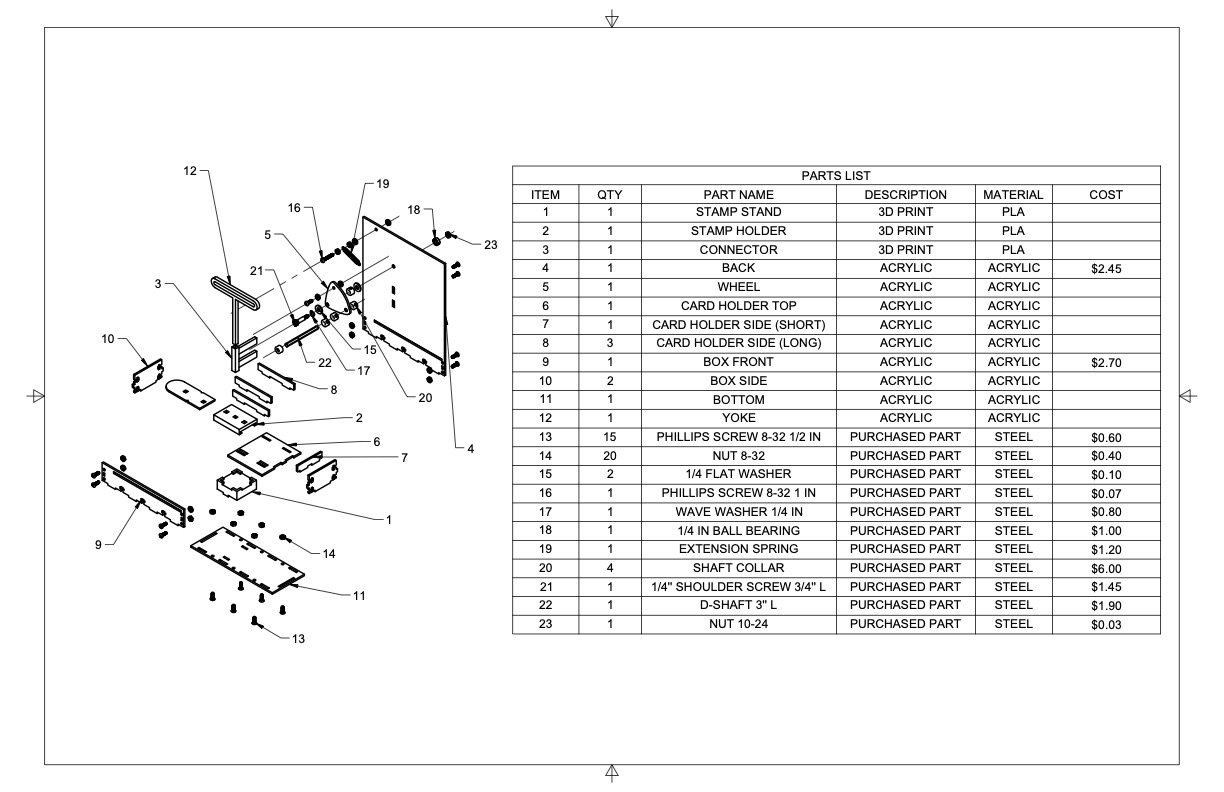 12
19
16
18
5
23
21
3
10
15
22
17
8
20
2
6
4
7
1
9
14
11
13
PARTS LIST
ITEM QTY PART NAME DESCRIPTION MATERIAL COST
1 1 STAMP STAND 3D PRINT PLA
2 1 STAMP HOLDER 3D PRINT PLA
3 1 CONNECTOR 3D PRINT PLA
4 1 BACK ACRYLIC ACRYLIC $2.45
5 1 WHEEL ACRYLIC ACRYLIC
6 1 CARD HOLDER TOP ACRYLIC ACRYLIC
7 1 CARD HOLDER SIDE (SHORT) ACRYLIC ACRYLIC
8 3 CARD HOLDER SIDE (LONG) ACRYLIC ACRYLIC
9 1 BOX FRONT ACRYLIC ACRYLIC $2.70
10 2 BOX SIDE ACRYLIC ACRYLIC
11 1 BOTTOM ACRYLIC ACRYLIC
12 1 YOKE ACRYLIC ACRYLIC
13 15 PHILLIPS SCREW 8-32 1/2 IN PURCHASED PART STEEL $0.60
14 20 NUT 8-32 PURCHASED PART STEEL $0.40
15 2 1/4 FLAT WASHER PURCHASED PART STEEL $0.10
16 1 PHILLIPS SCREW 8-32 1 IN PURCHASED PART STEEL $0.07
17 1 WAVE WASHER 1/4 IN PURCHASED PART STEEL $0.80
18 1 1/4 IN BALL BEARING PURCHASED PART STEEL $1.00
19 1 EXTENSION SPRING PURCHASED PART STEEL $1.20
20 4 SHAFT COLLAR PURCHASED PART STEEL $6.00
21 1 1/4" SHOULDER SCREW 3/4" L PURCHASED PART STEEL $1.45
22 1 D-SHAFT 3" L PURCHASED PART STEEL $1.90
23 1 NUT 10-24 PURCHASED PART STEEL $0.03